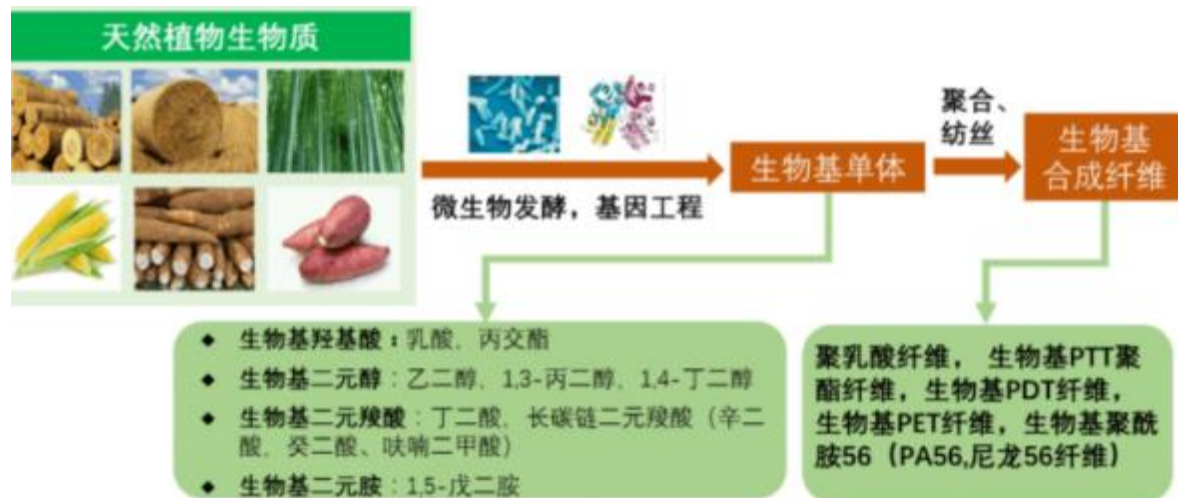 天然植物生物质
微生物发酵，基因工程
生物基单体
聚合、
纺丝
生物基
合成纤维
◆ 生物基羟基酸：乳酸、丙交酯
◆ 生物基二元醇：乙二醇、1,3-丙二醇、1,4-丁二醇
◆ 生物基二元羧酸：丁二酸、长碳链二元羧酸（辛二
酸、癸二酸、呋喃二甲酸）
◆ 生物基二元胺：1,5-戊二胺
聚乳酸纤维， 生物基PTT聚
酯纤维，生物基PDT纤维，
生物基PET纤维，生物基聚酰
胺56（PA56,尼龙56纤维）